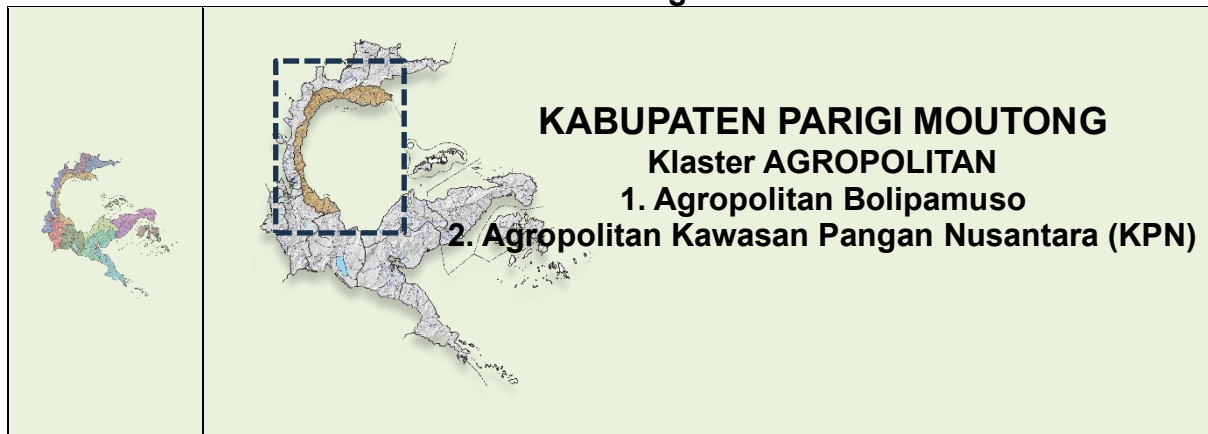 KABUPATEN PARIGI MOUTONG
Klaster AGROPOLITAN
1. Agropolitan Bolipamuso
2. Agropolitan Kawasan Pangan Nusantara (KPN)